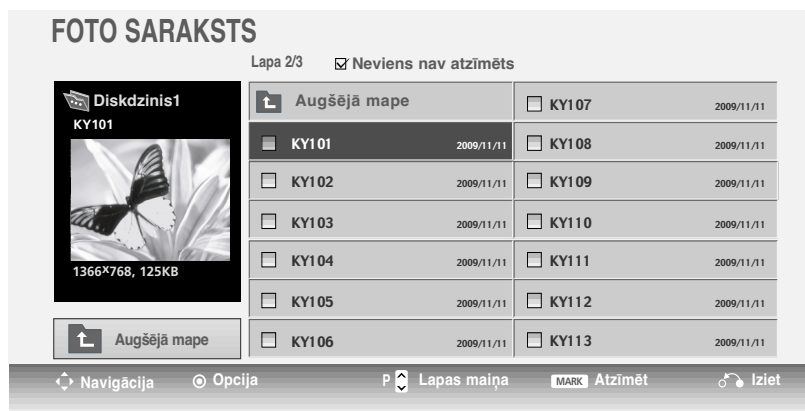 FOTO SARAKSTS
Lapa 2/3 Neviens nav atzīmēts
Diskdzinis1
KY101
1366x768, 125KB
Augšējā mape
Augšējā mape
KY101 2009/11/11
KY102 2009/11/11
KY103 2009/11/11
KY104 2009/11/11
KY105 2009/11/11
KY106 2009/11/11
KY107 2009/11/11
KY108 2009/11/11
KY109 2009/11/11
KY110 2009/11/11
KY111 2009/11/11
KY112 2009/11/11
KY113 2009/11/11
Navigācija Opcija P Lapas maiņa MARK Atzīmēt Iziet